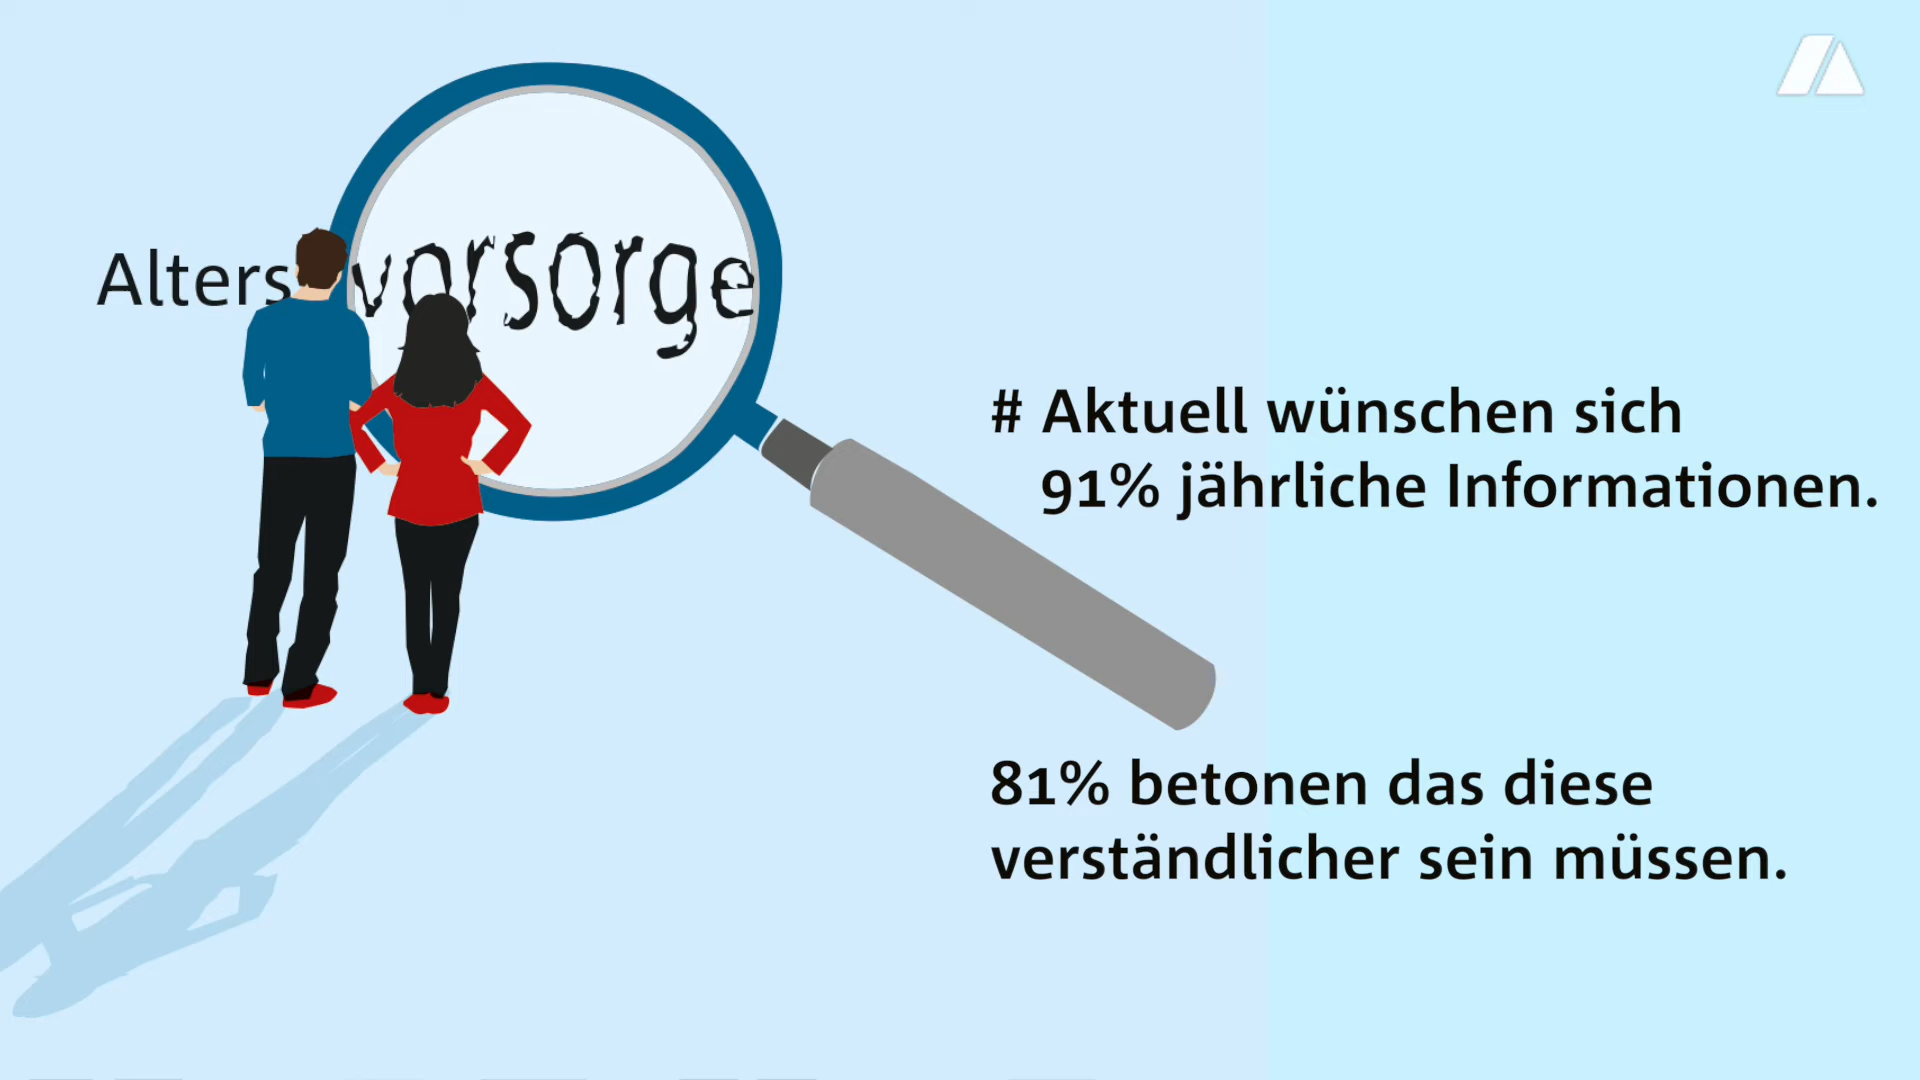 Altersvorsorge
# Aktuell wünschen sich
91% jährliche Informationen.
81% betonen das diese
verständlicher sein müssen.